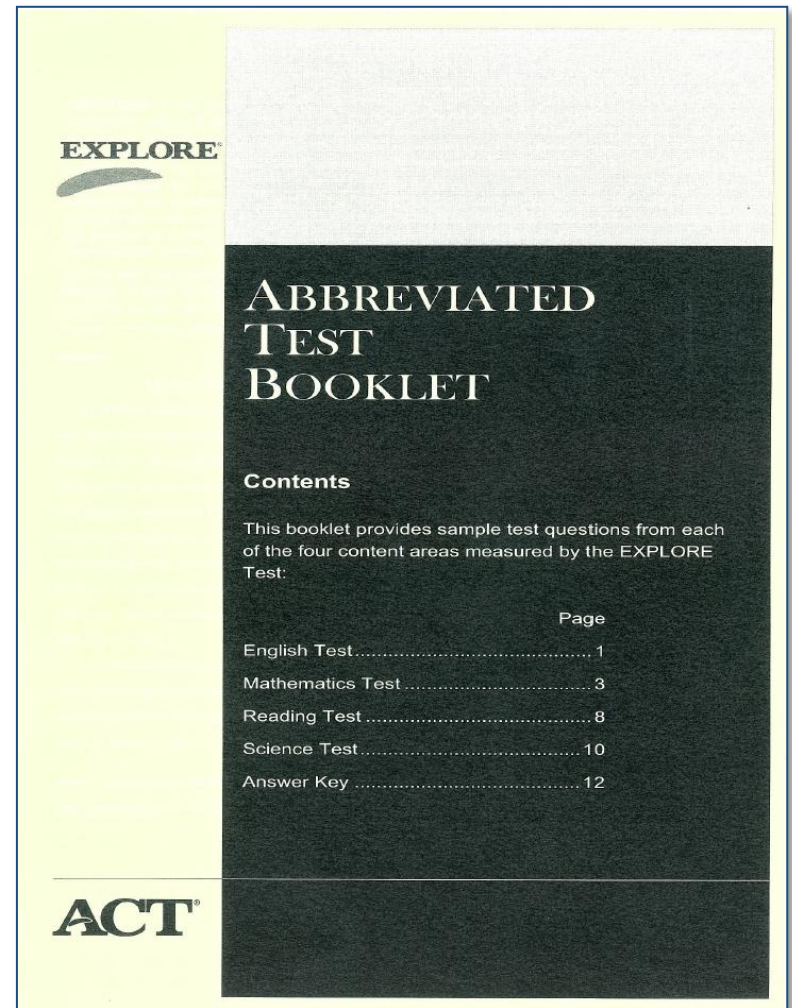 EXPLORE®
ABBREVIATED
TEST
BOOKLET
Contents
This booklet provides sample test questions from each
of the four content areas measured by the EXPLORE
Test:
Page
English Test...........................................1
Mathematics Test..................................3
Reading Test.........................................8
Science Test........................................10
Answer Key.........................................12
ACT®